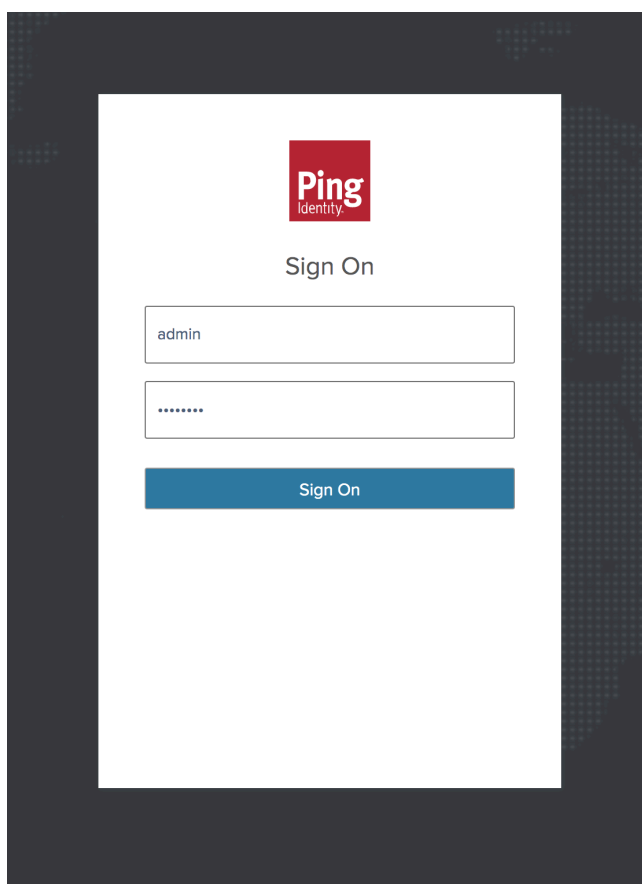 Ping
Identity.
Sign On
admin
••••••••
Sign On